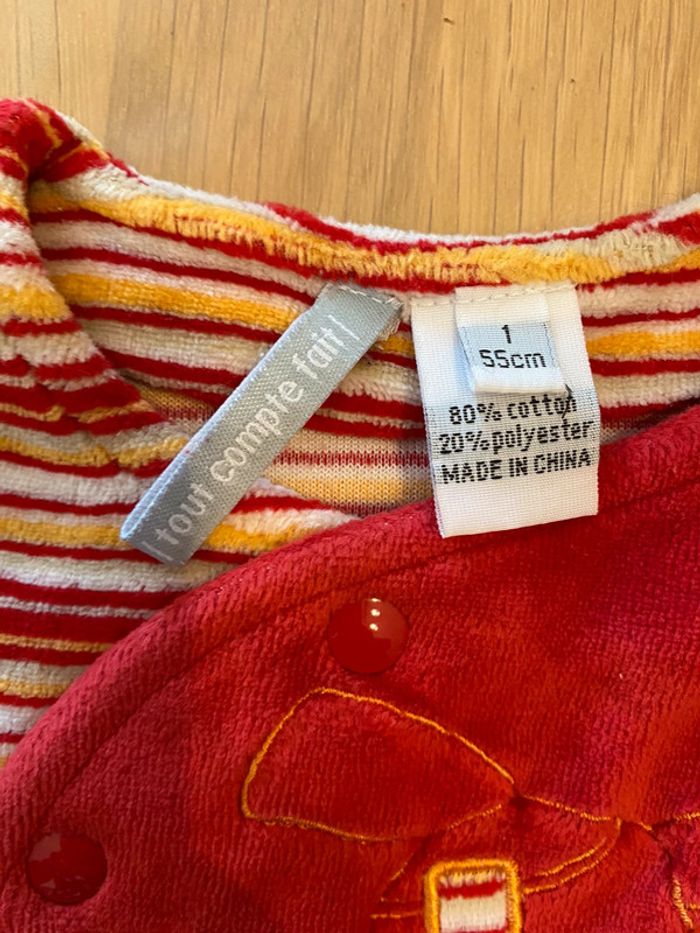 | tout compte fait |
1
55cm
80% cotton
20% polyester
MADE IN CHINA